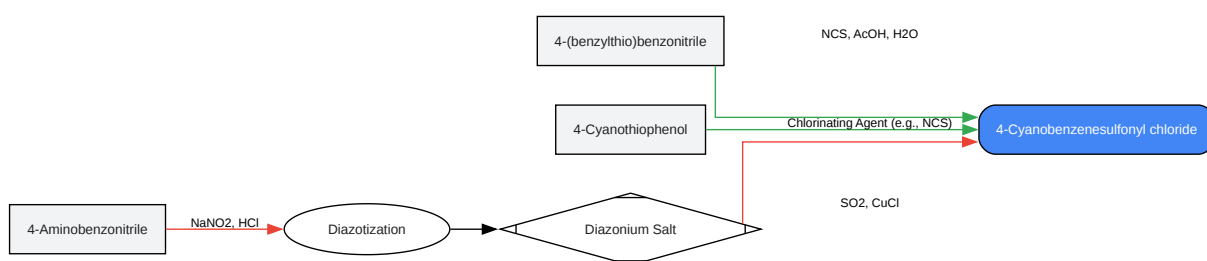 4-(benzylthio)benzonitrile
NCS, AcOH, H2O
4-Cyanothiophenol
Chlorinating Agent (e.g., NCS)
4-Cyanobenzenesulfonyl chloride
SO2, CuCl
4-Aminobenzonitrile
NaNO2, HCl
Diazotization
Diazonium Salt